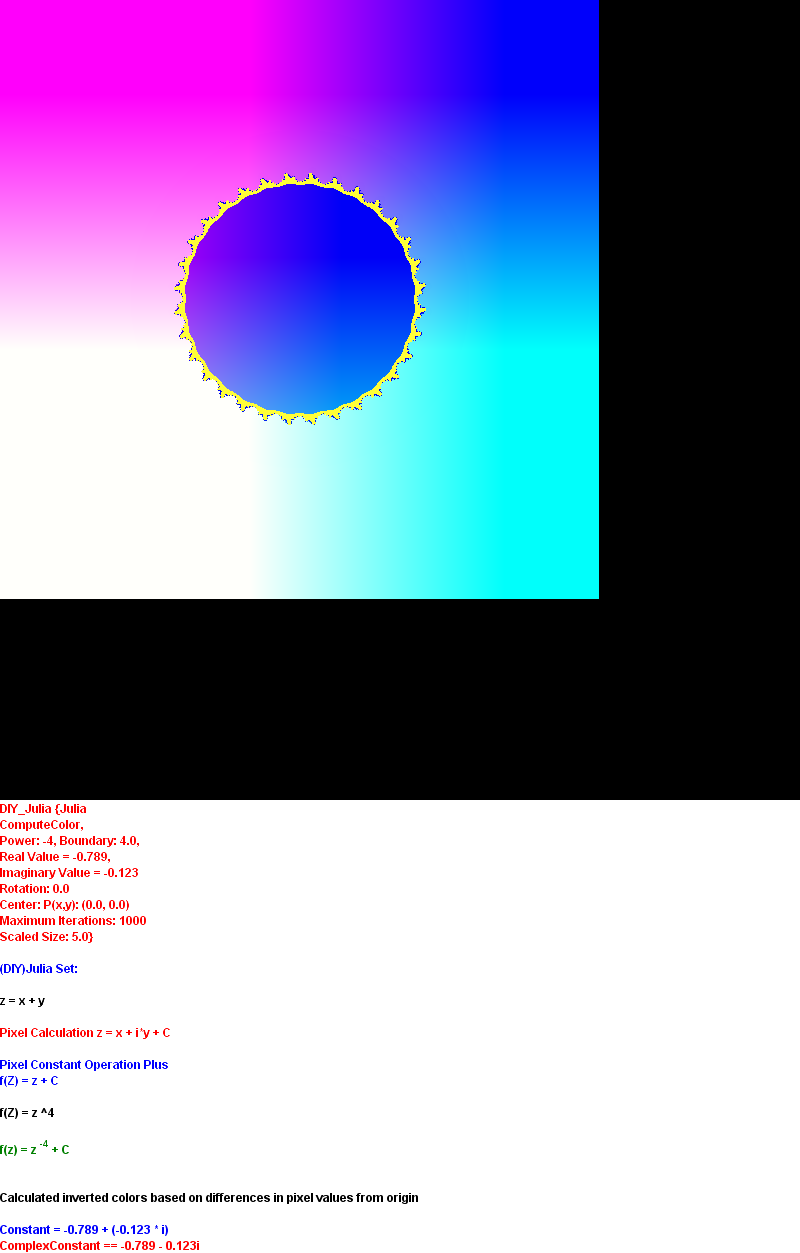 DIY_Julia {Julia
ComputeColor,
Power: -4, Boundary: 4.0,
Real Value = -0.789,
Imaginary Value = -0.123
Rotation: 0.0
Center: P(x,y): (0.0, 0.0)
Maximum Iterations: 1000
Scaled Size: 5.0}
(DIY)Julia Set:
z = x + y
Pixel Calculation z = x + i*y + C
Pixel Constant Operation Plus
f(Z) = z + C
f(Z) = z ^4
f(z) = z -4 + C
Calculated inverted colors based on differences in pixel values from origin
Constant = -0.789 + (-0.123 * i)
ComplexConstant == -0.789 - 0.123i